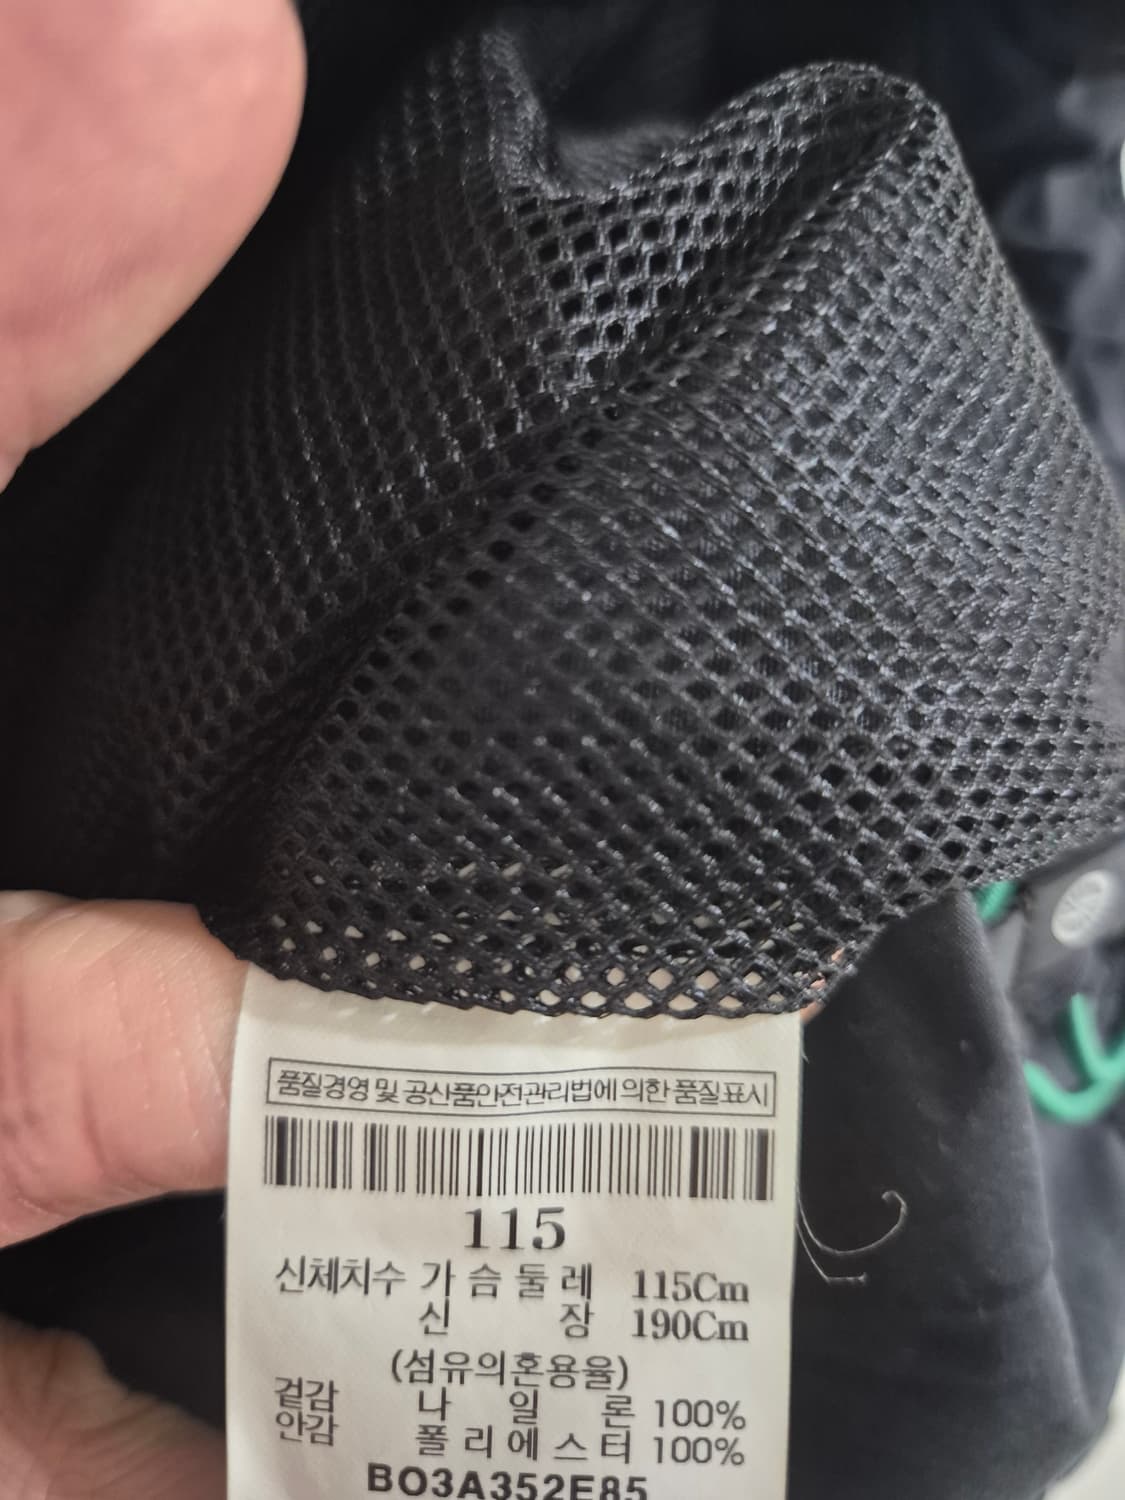 품질경영 및 공산품안전관리법에 의한 품질표시
115
신체치수 가 슴 둘 레 115Cm
신 장 190Cm
(섬유의혼용율)
겉감 나 일 론 100%
안감 폴 리 에 스 터 100%
BO3A352E85